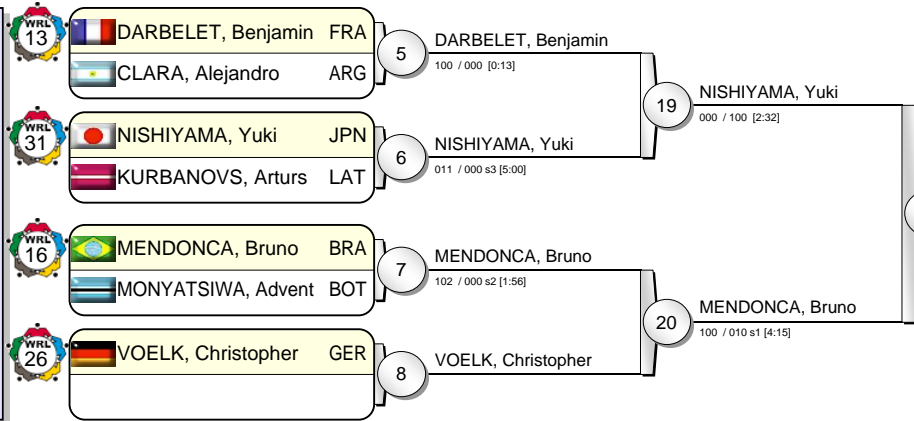 WRL
13
DARBELET, Benjamin FRA
CLARA, Alejandro ARG
5
DARBELET, Benjamin
100 / 000 [0:13]
19
NISHIYAMA, Yuki
000 / 100 [2:32]
WRL
31
NISHIYAMA, Yuki JPN
KURBANOVS, Arturs LAT
6
NISHIYAMA, Yuki
011 / 000 s3 [5:00]
WRL
16
MENDONCA, Bruno BRA
MONYATSIWA, Advent BOT
7
MENDONCA, Bruno
102 / 000 s2 [1:56]
20
MENDONCA, Bruno
100 / 010 s1 [4:15]
WRL
26
VOELK, Christopher GER
8
VOELK, Christopher